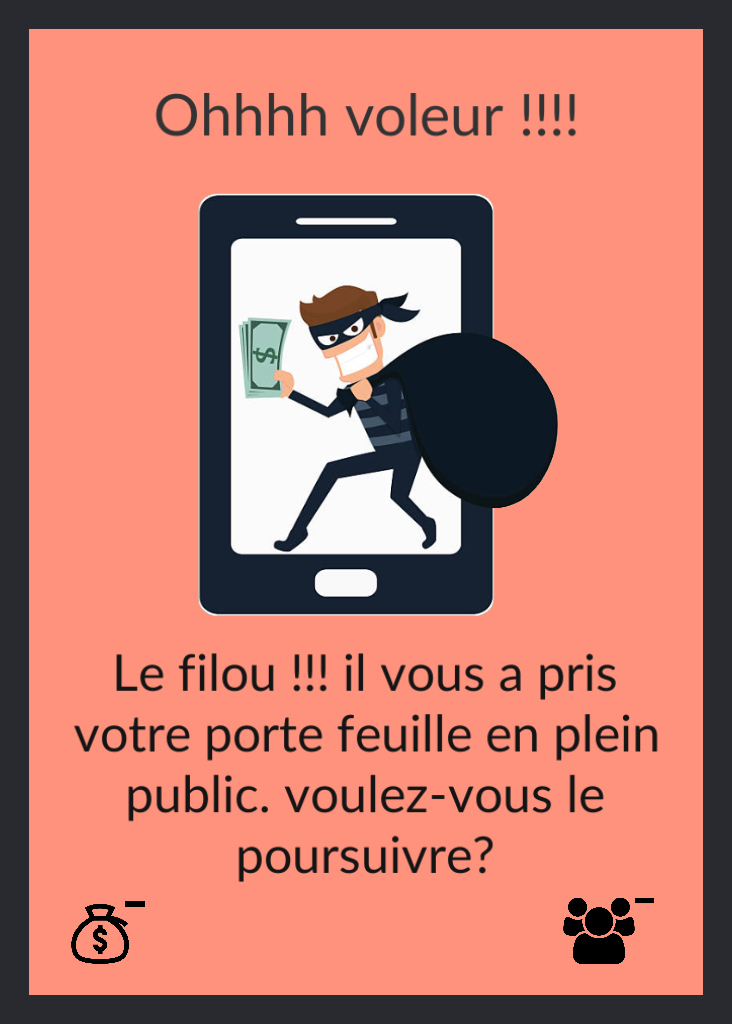 Ohhhh voleur !!!!
$
Le filou !!! il vous a pris
votre porte feuille en plein
public. voulez-vous le
poursuivre?
$